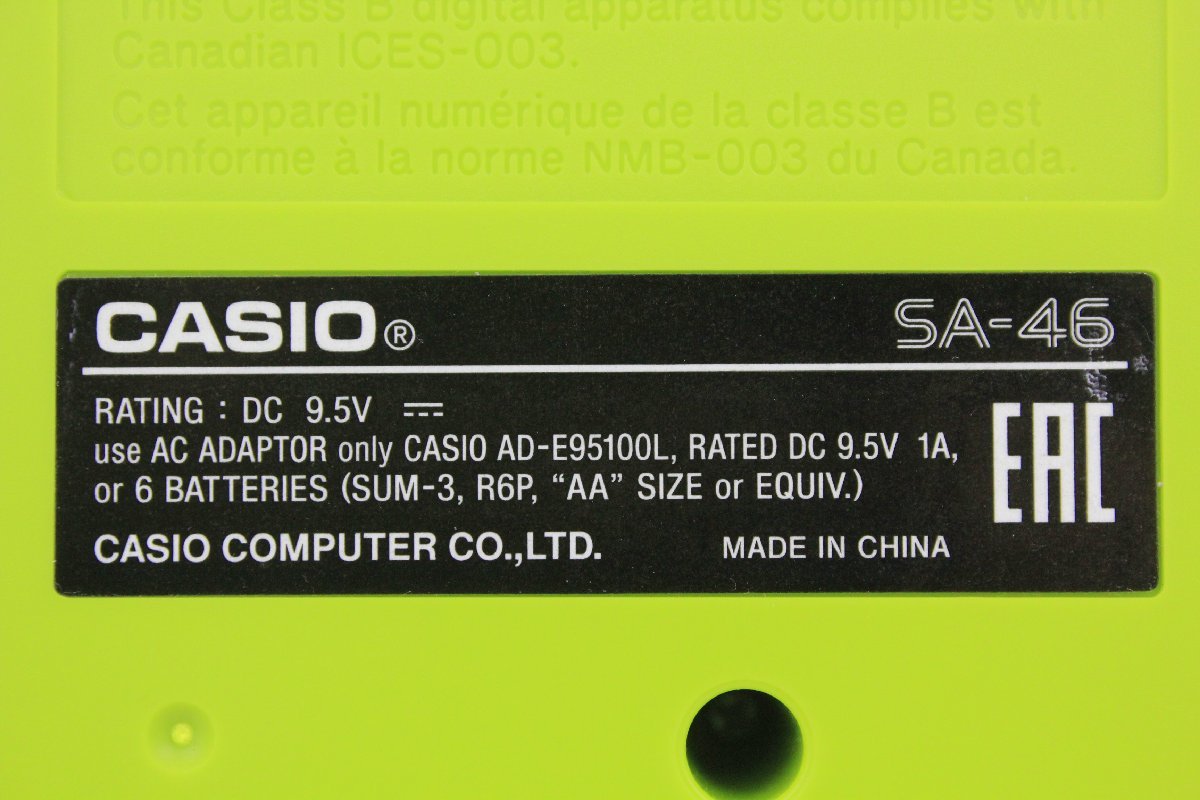 This Class B digital apparatus complies with
Canadian ICES-003.
Cet appareil numérique de la classe B est
conforme à la norme NMB-003 du Canada.
CASIO® SA-46
RATING : DC 9.5V ⎓
use AC ADAPTOR only CASIO AD-E95100L, RATED DC 9.5V 1A,
or 6 BATTERIES (SUM-3, R6P, “AA” SIZE or EQUIV.)
EAC
CASIO COMPUTER CO.,LTD. MADE IN CHINA